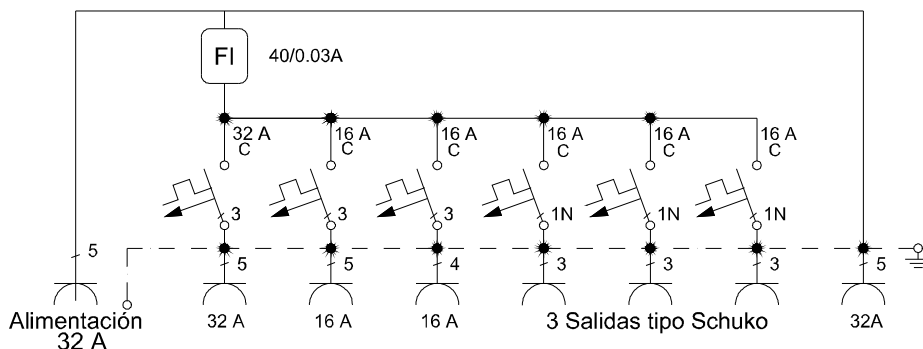 FI
40/0.03A
32 A
C
16 A
C
16 A
C
16 A
C
16 A
C
16 A
C
3
3
3
1N
1N
1N
5
5
5
4
3
3
3
5
Alimentación
32 A
32 A
16 A
16 A
3 Salidas tipo Schuko
32A